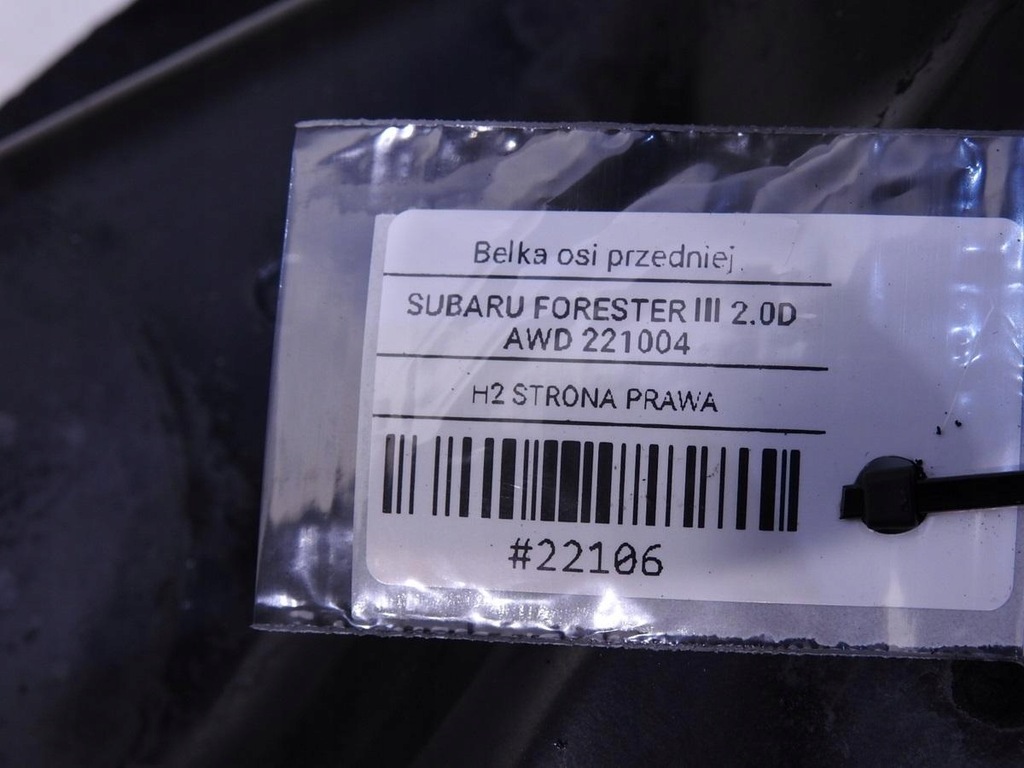 Belka osi przedniej
SUBARU FORESTER III 2.0D
AWD 221004
H2 STRONA PRAWA
#22106